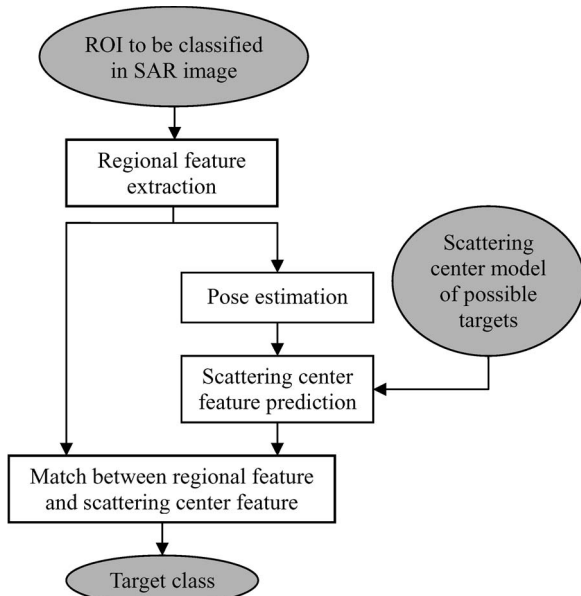 ROI to be classified
in SAR image
Regional feature
extraction
Scattering
center model
of possible
targets
Pose estimation
Scattering center
feature prediction
Match between regional feature
and scattering center feature
Target class